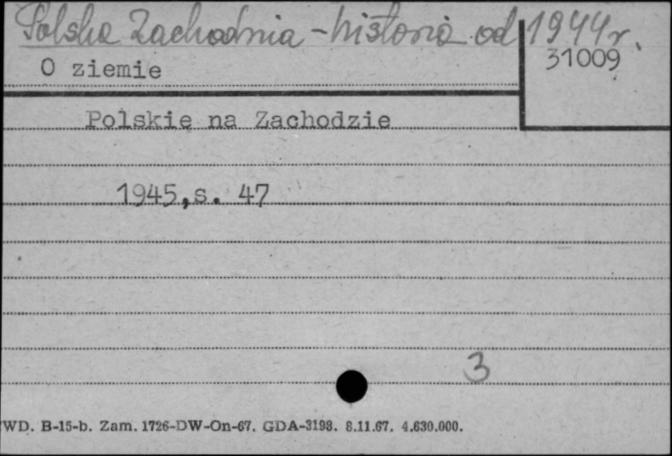 Polska Zachodnia - historia od 1944 r.
31009
O ziemie
Polskie na Zachodzie
1945,s. 47
3
WD. B-15-b. Zam. 1726-DW-On-67. GDA-3198. 8.11.67. 4.630.000.